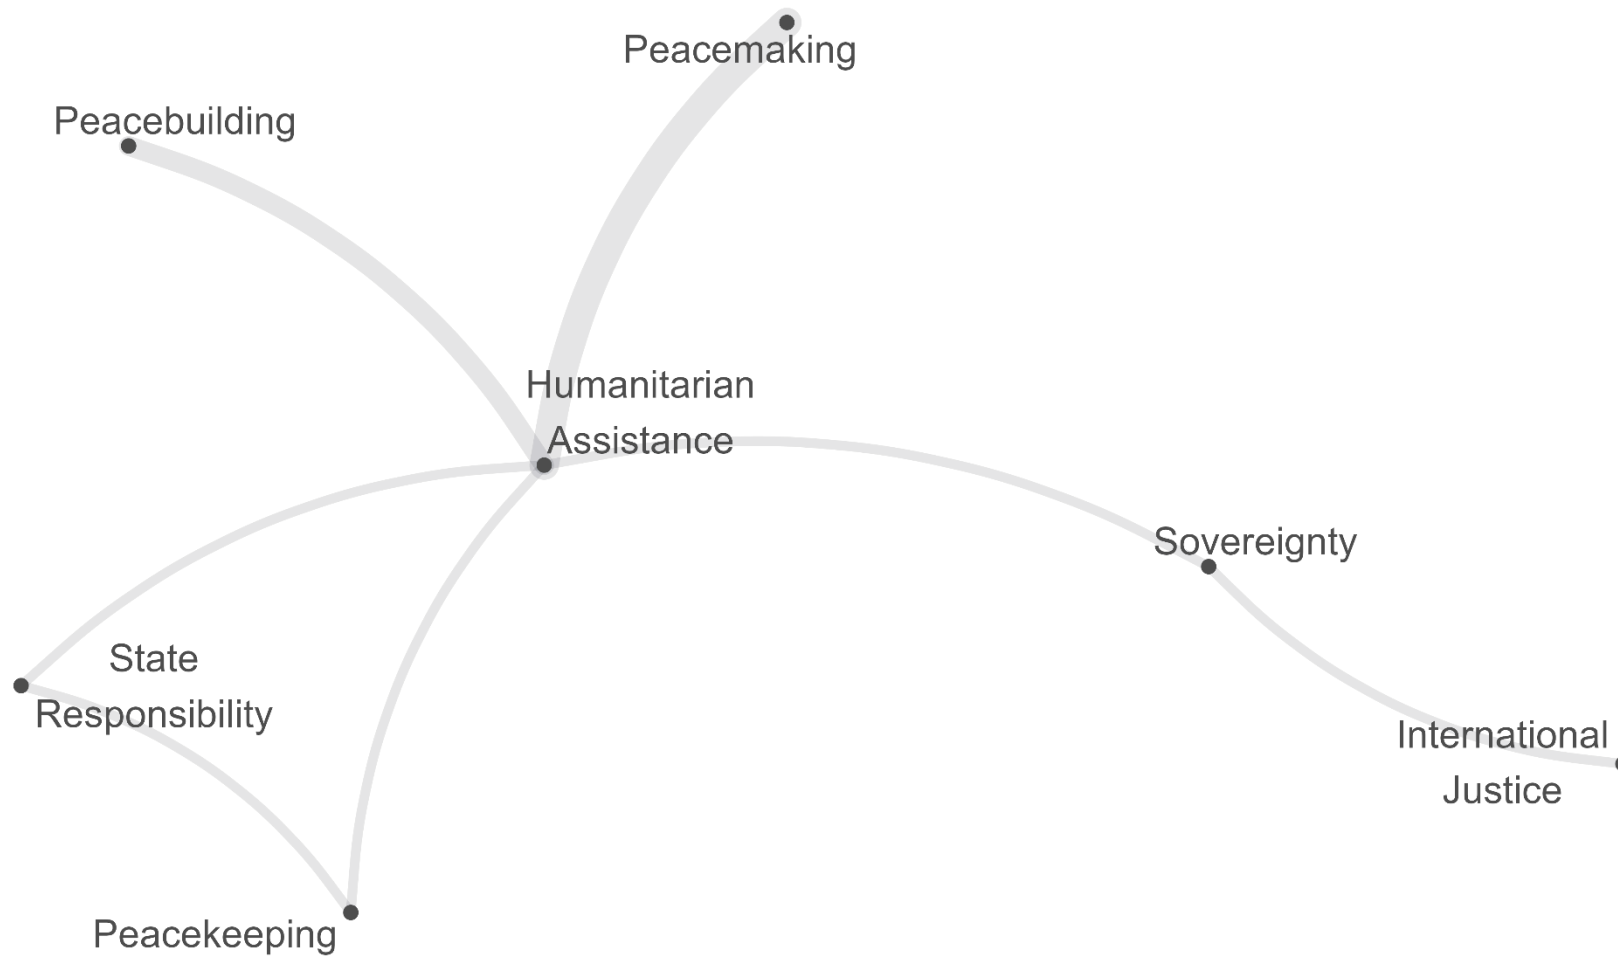 Peacemaking
Peacebuilding
Humanitarian
Assistance
Sovereignty
State
Responsibility
International
Justice
Peacekeeping